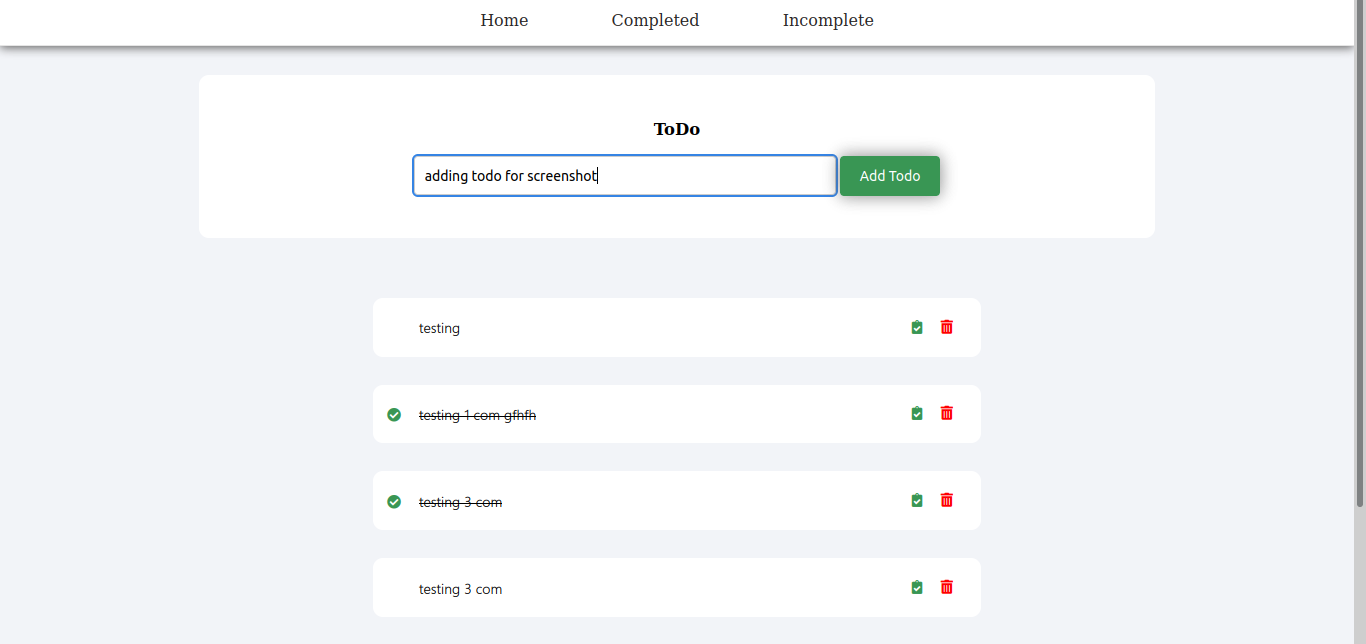 Home Completed Incomplete
ToDo
adding todo for screenshot Add Todo
testing
testing 1 com gfhfh
testing 3 com
testing 3 com